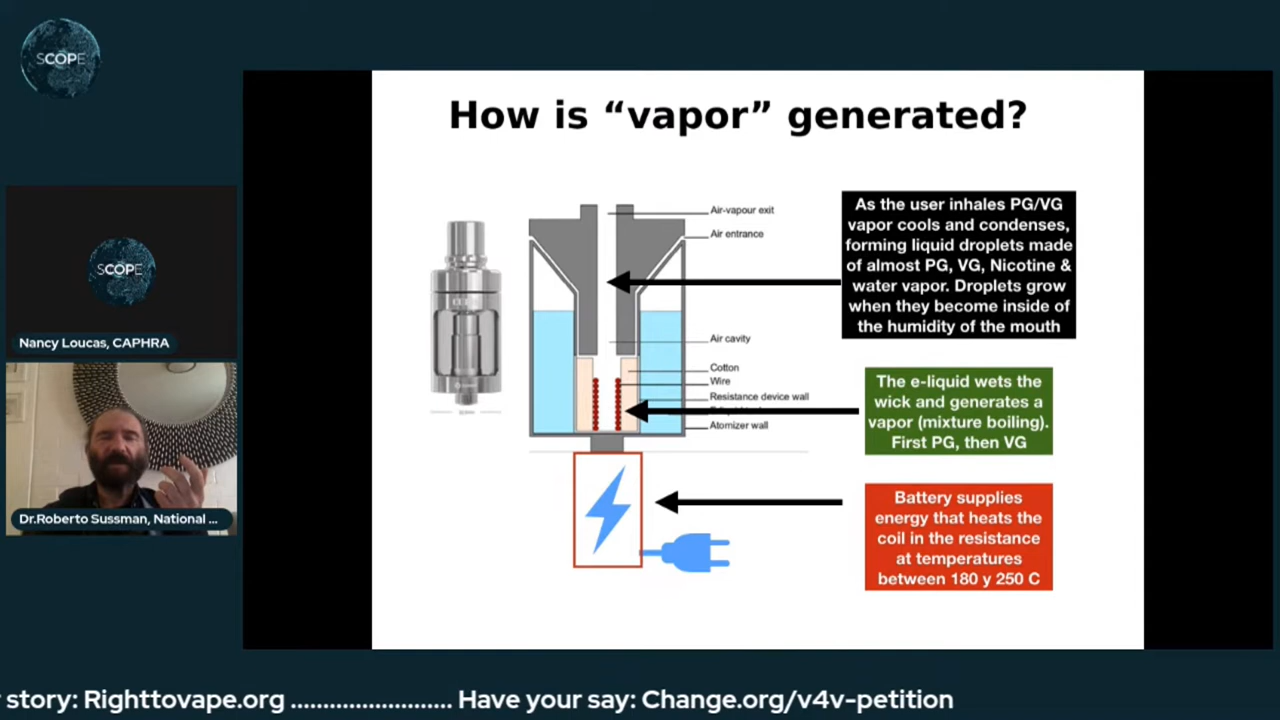 SCOPE
How is “vapor” generated?
Air-vapour exit
Air entrance
Air cavity
Cotton
Wire
Resistance device wall
Atomizer wall
As the user inhales PG/VG
vapor cools and condenses,
forming liquid droplets made
of almost PG, VG, Nicotine &
water vapor. Droplets grow
when they become inside of
the humidity of the mouth
The e-liquid wets the
wick and generates a
vapor (mixture boiling).
First PG, then VG
Battery supplies
energy that heats the
coil in the resistance
at temperatures
between 180 y 250 C
SCOPE
Nancy Loucas, CAPHRA
Dr.Roberto Sussman, National ...
story: Righttovape.org ......................... Have your say: Change.org/v4v-petition